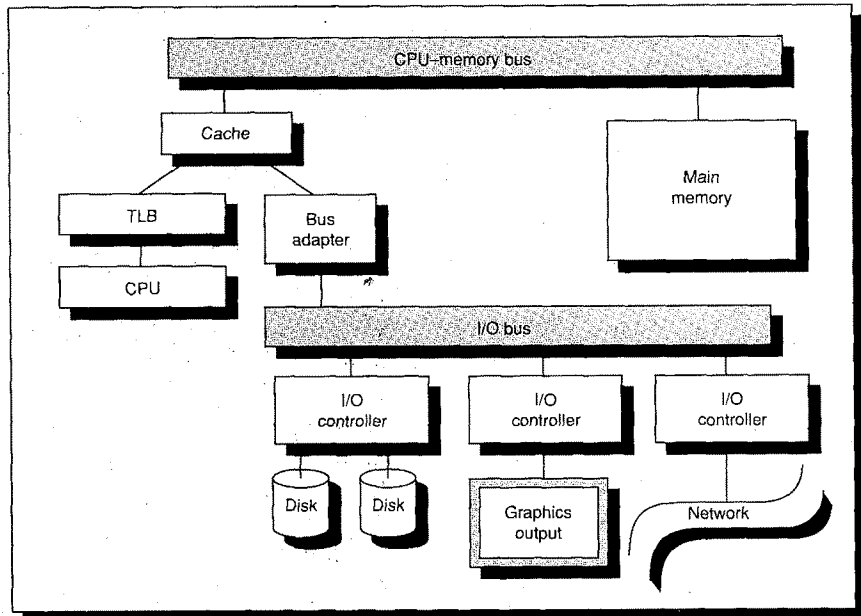 CPU–memory bus
Cache
Main
memory
TLB
Bus
adapter
CPU
I/O bus
I/O
controller
I/O
controller
I/O
controller
Disk
Disk
Graphics
output
Network